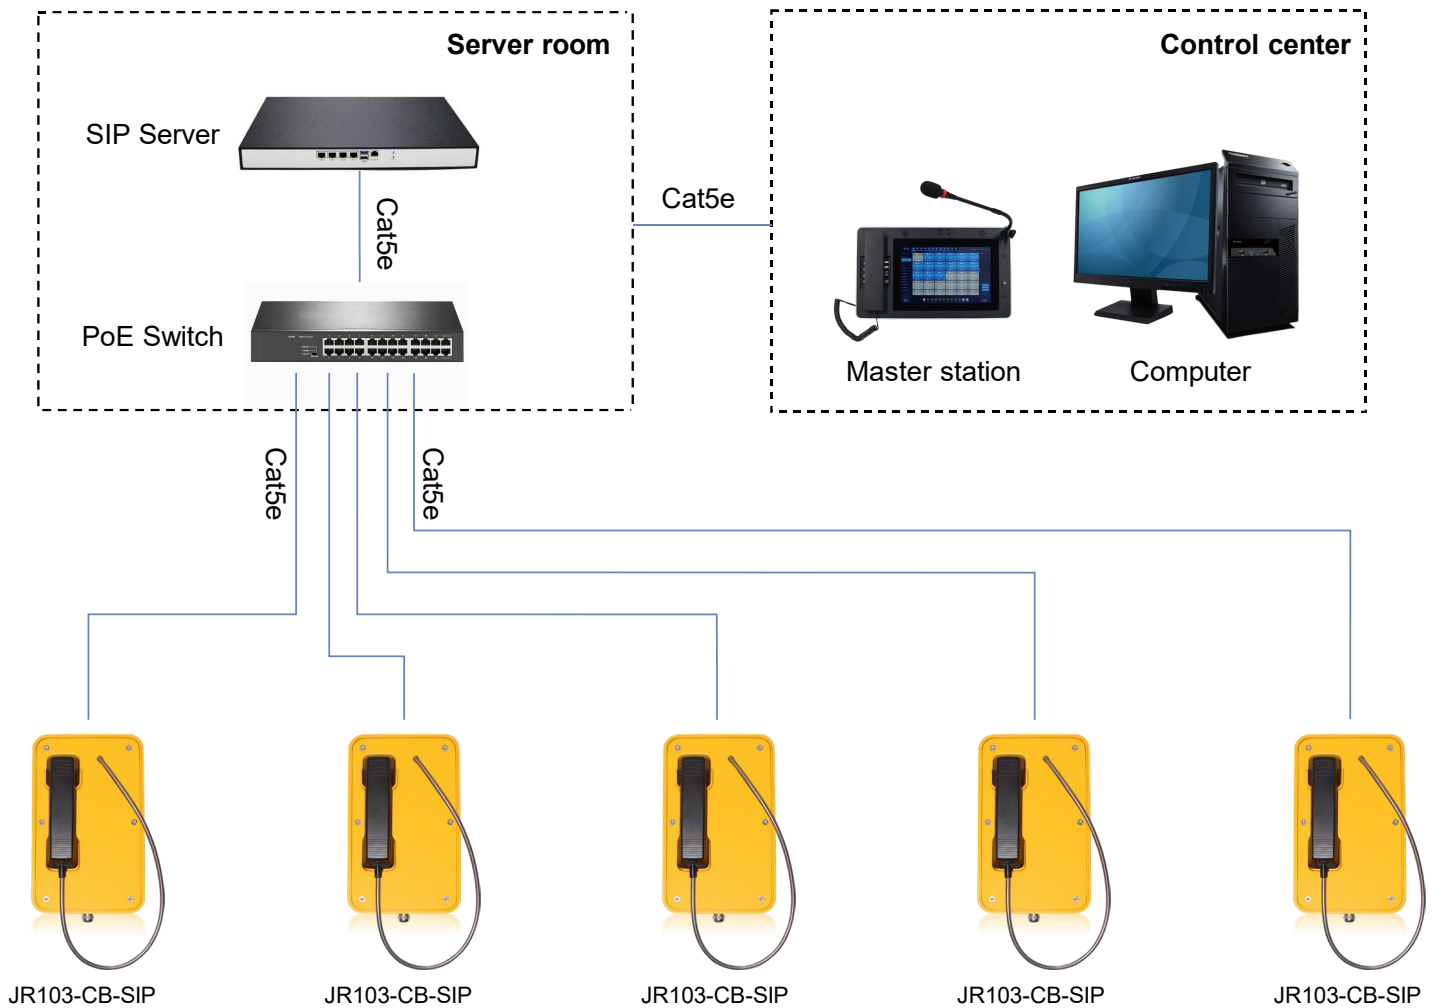 Server room
Control center
SIP Server
Cat5e
Cat5e
PoE Switch
Master station
Computer
Cat5e
Cat5e
JR103-CB-SIP
JR103-CB-SIP
JR103-CB-SIP
JR103-CB-SIP
JR103-CB-SIP